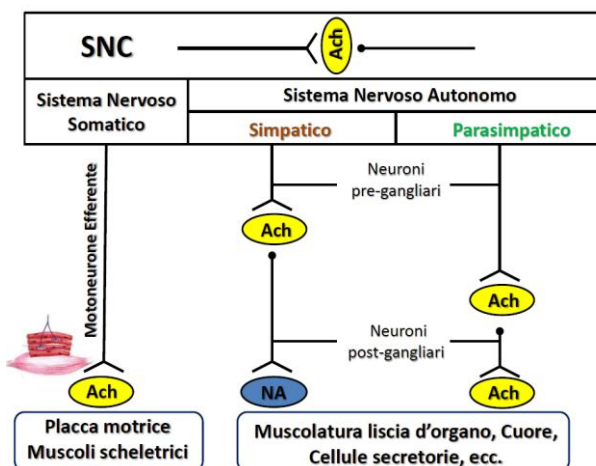 SNC
Ach
Sistema Nervoso
Somatico
Sistema Nervoso Autonomo
Simpatico
Parasimpatico
Motoneurone Efferente
Neuroni
pre-gangliari
Ach
Ach
Neuroni
post-gangliari
Ach
NA
Ach
Placca motrice
Muscoli scheletrici
Muscolatura liscia d'organo, Cuore,
Cellule secretorie, ecc.